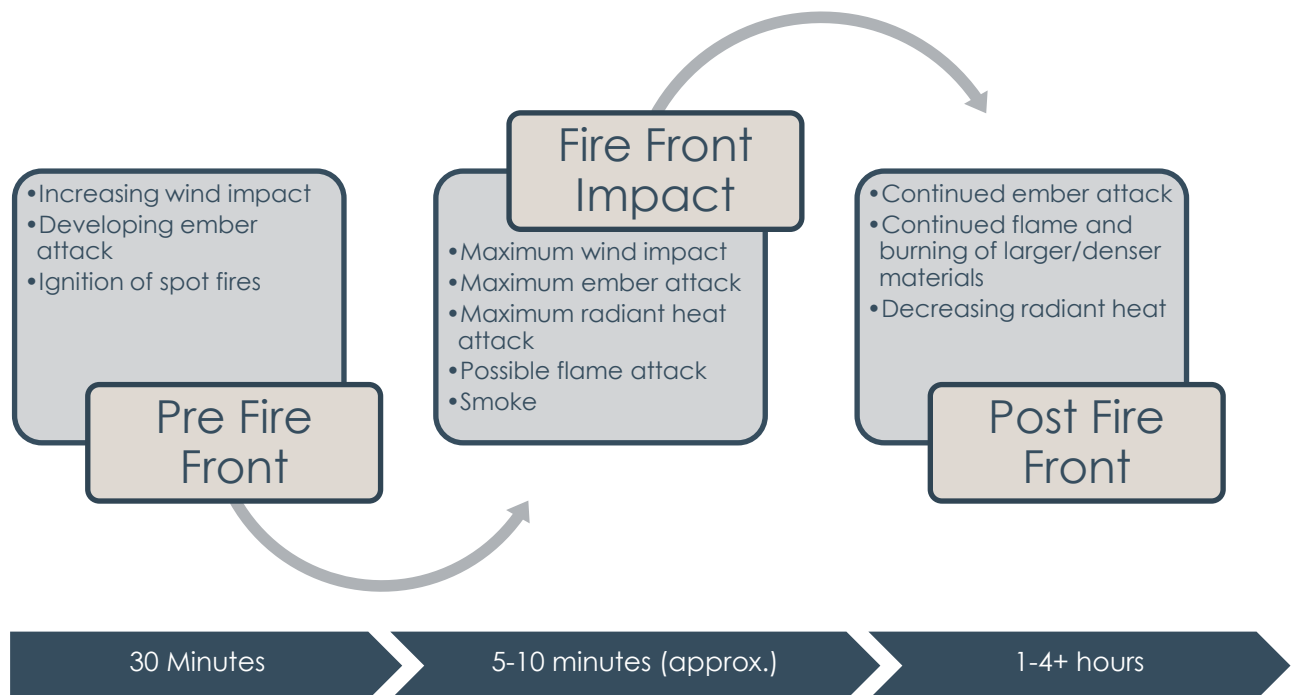 •Increasing wind impact
•Developing ember
attack
•Ignition of spot fires
Pre Fire
Front
Fire Front
Impact
•Maximum wind impact
•Maximum ember attack
•Maximum radiant heat
attack
•Possible flame attack
•Smoke
•Continued ember attack
•Continued flame and
burning of larger/denser
materials
•Decreasing radiant heat
Post Fire
Front
30 Minutes
5-10 minutes (approx.)
1-4+ hours